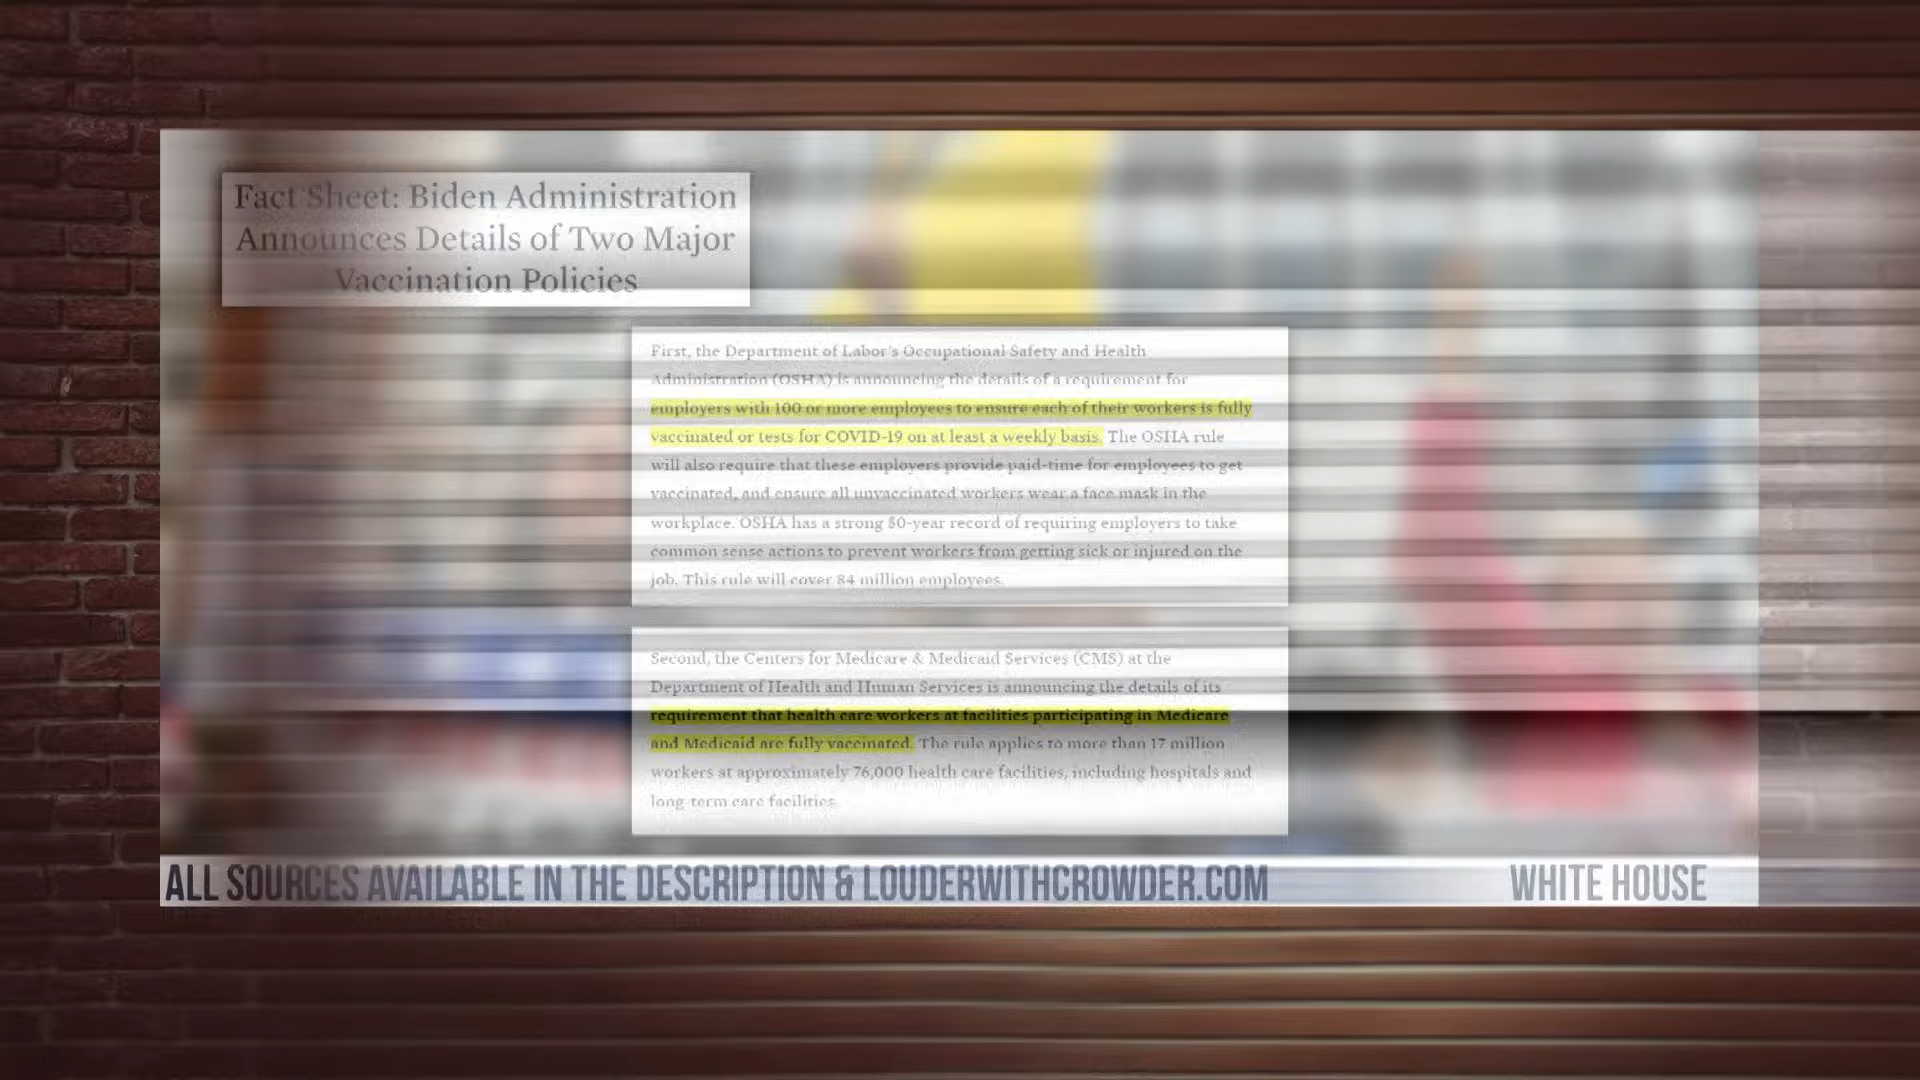 Fact Sheet: Biden Administration
Announces Details of Two Major
Vaccination Policies
First, the Department of Labor's Occupational Safety and Health
Administration (OSHA) is announcing the details of a requirement for
employers with 100 or more employees to ensure each of their workers is fully
vaccinated or tests for COVID-19 on at least a weekly basis. The OSHA rule
will also require that these employers provide paid-time for employees to get
vaccinated, and ensure all unvaccinated workers wear a face mask in the
workplace. OSHA has a strong 50-year record of requiring employers to take
common sense actions to prevent workers from getting sick or injured on the
job. This rule will cover 84 million employees.
Second, the Centers for Medicare & Medicaid Services (CMS) at the
Department of Health and Human Services is announcing the details of its
requirement that health care workers at facilities participating in Medicare
and Medicaid are fully vaccinated. The rule applies to more than 17 million
workers at approximately 76,000 health care facilities, including hospitals and
long-term care facilities.
ALL SOURCES AVAILABLE IN THE DESCRIPTION & LOUDERWITHCROWDER.COM
WHITE HOUSE